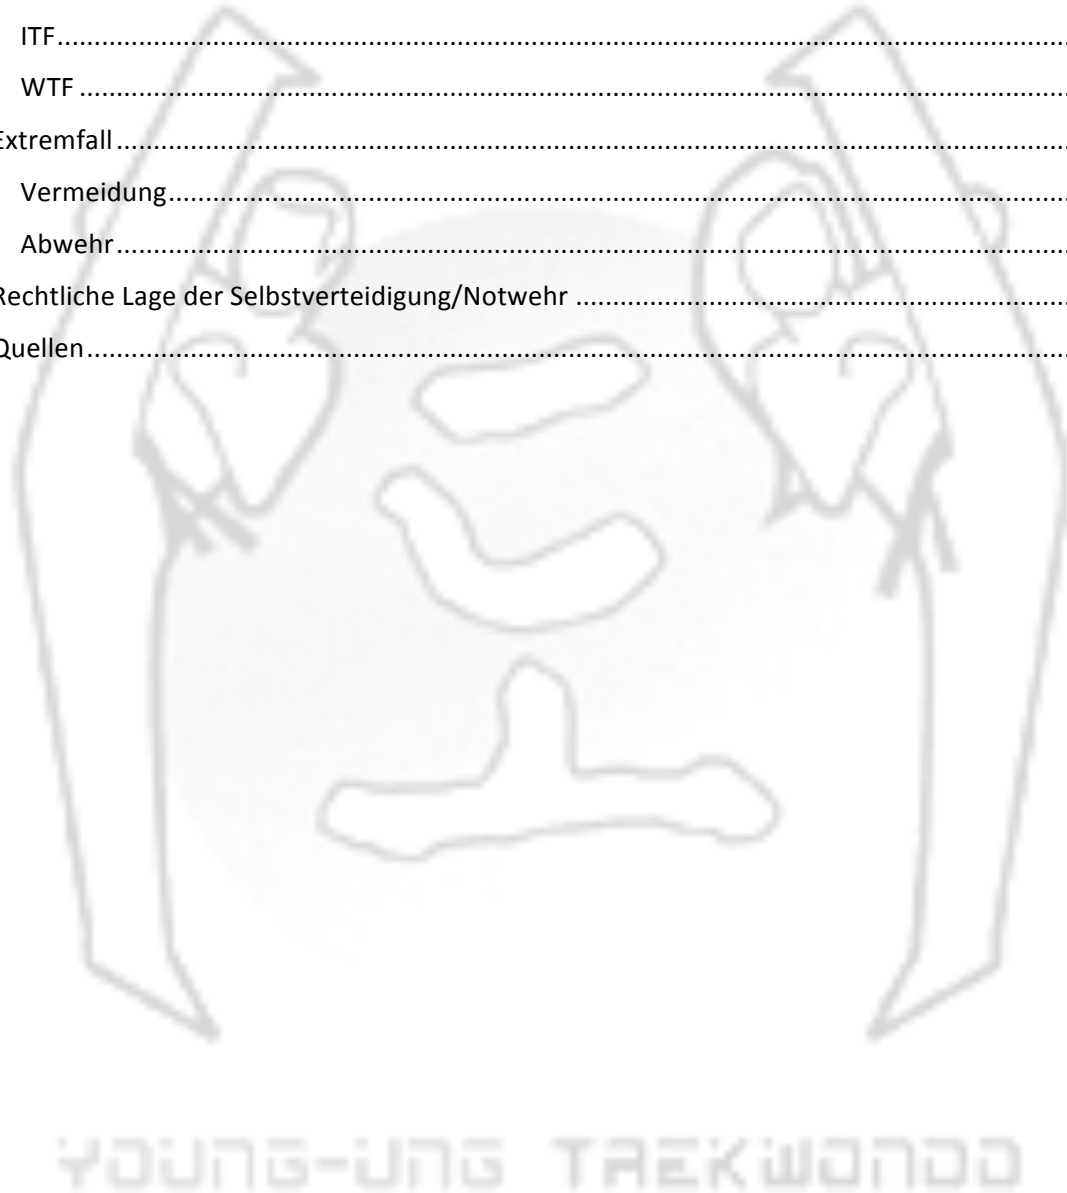 ITF..........................................................................................................................................
WTF .......................................................................................................................................
Extremfall.................................................................................................................................
Vermeidung............................................................................................................................
Abwehr...................................................................................................................................
Rechtliche Lage der Selbstverteidigung/Notwehr .....................................................................
Quellen.....................................................................................................................................
YOUNG-UNG TAEKWONDO